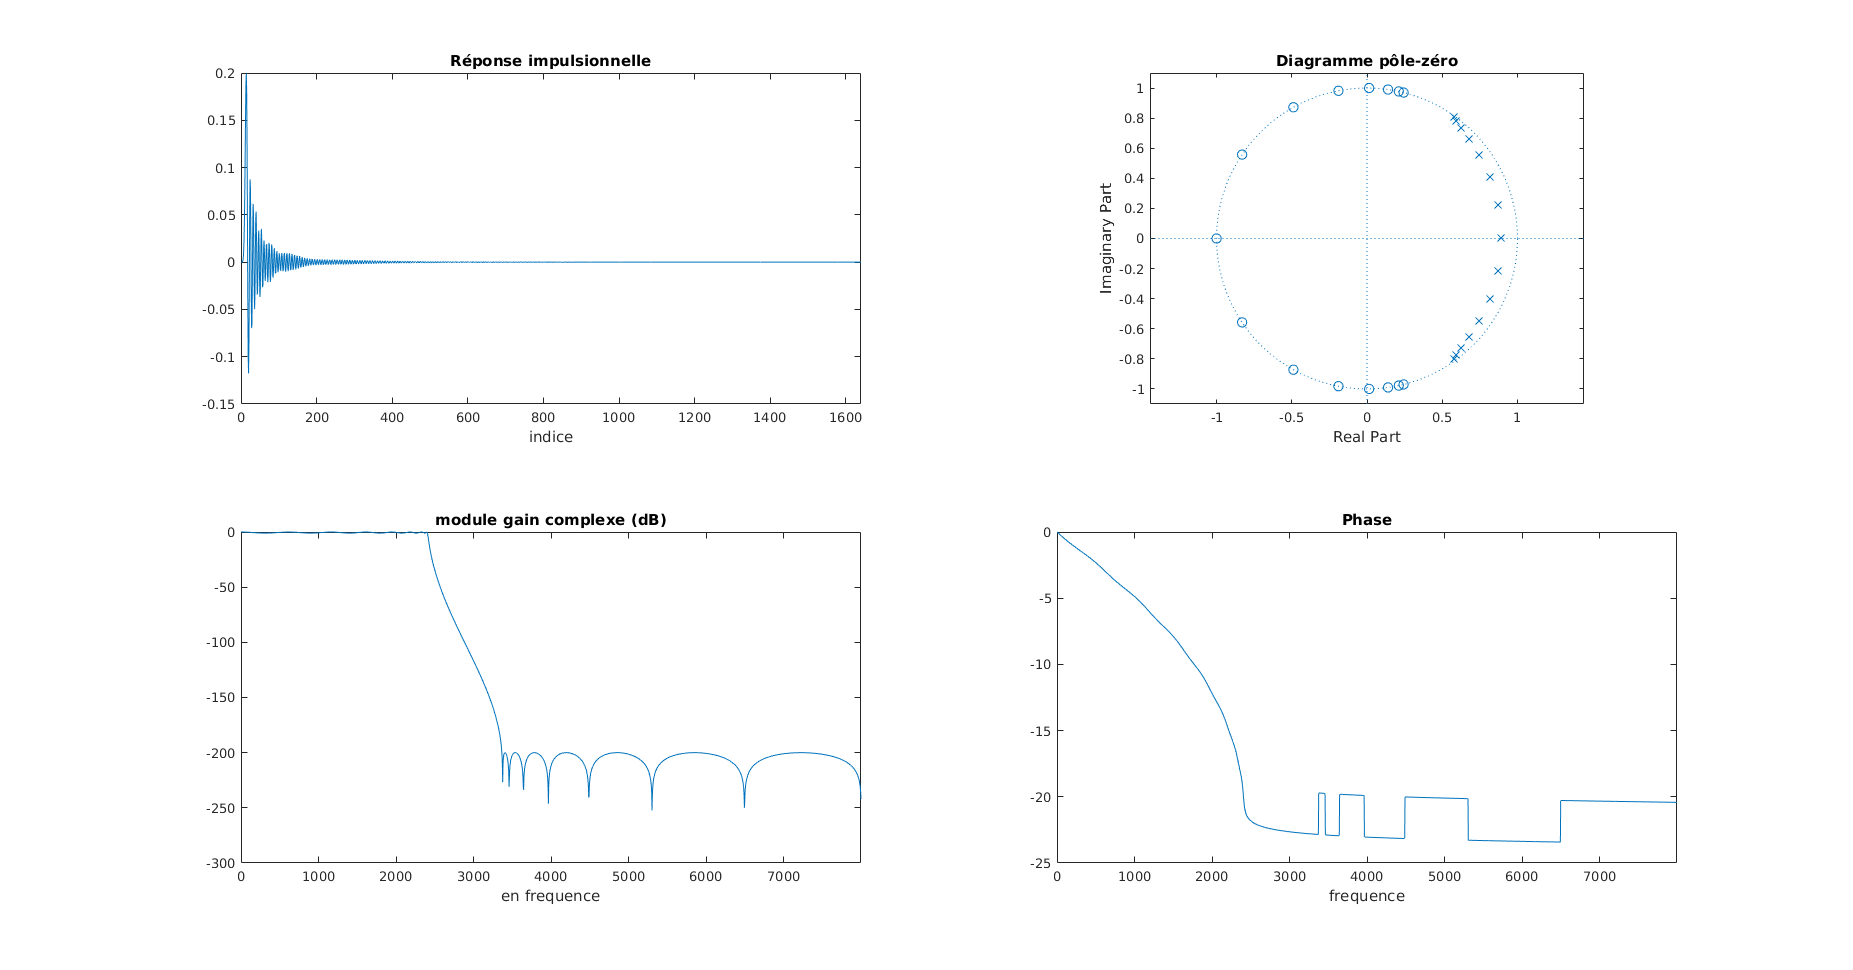 Réponse impulsionnelle
0.2
0.15
0.1
0.05
0
-0.05
-0.1
-0.15
0 200 400 600 800 1000 1200 1400 1600
indice
Diagramme pôle-zéro
Imaginary Part
1
0.8
0.6
0.4
0.2
0
-0.2
-0.4
-0.6
-0.8
-1
-1 -0.5 0 0.5 1
Real Part
module gain complexe (dB)
0
-50
-100
-150
-200
-250
-300
0 1000 2000 3000 4000 5000 6000 7000
en frequence
Phase
0
-5
-10
-15
-20
-25
0 1000 2000 3000 4000 5000 6000 7000
frequence